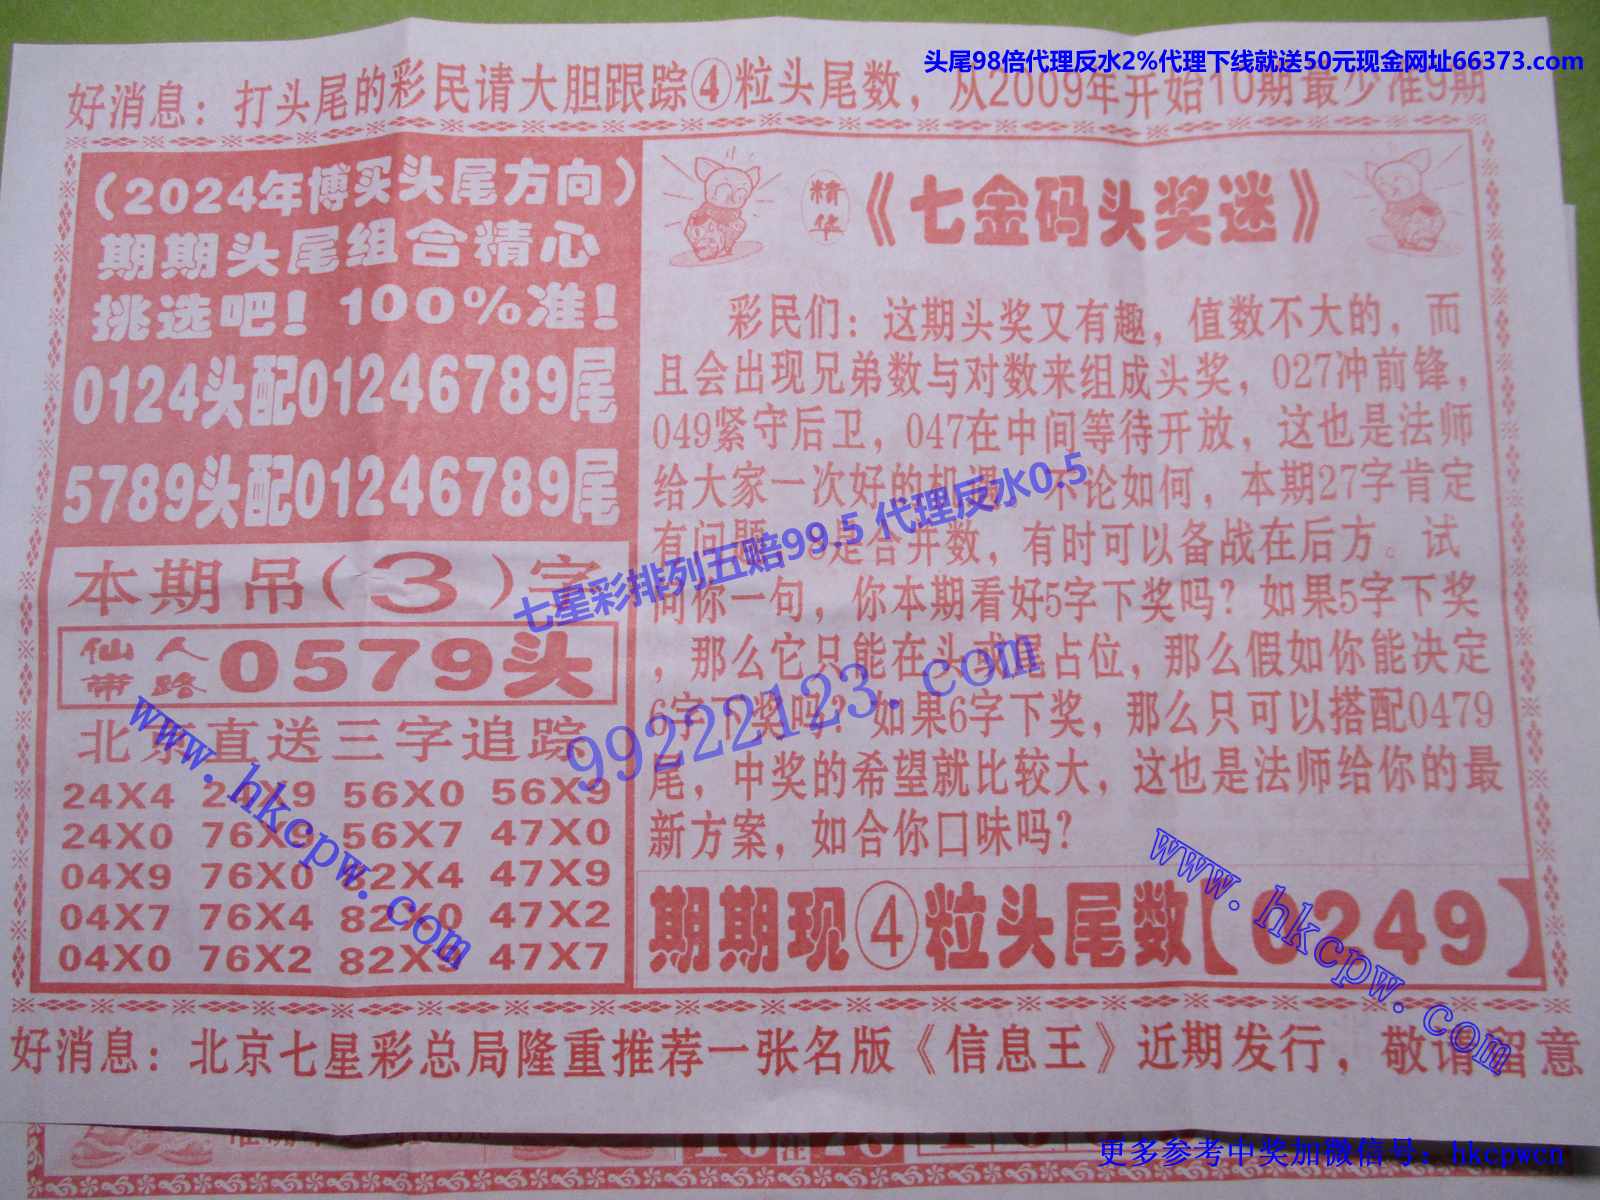 头尾98倍代理反水2%代理下线就送50元现金网址66373.com
好消息：打头尾的彩民请大胆跟踪④粒头尾数，从2009年开始10期最少准9期
（2024年博买头尾方向）
期期头尾组合精心
挑选吧！100%准！
0124头配01246789尾
5789头配01246789尾
本期吊（3）字
仙人
带路
0579头
北京直送三字追踪
24X4 56X0 56X9
24X0 56X7 47X0
04X9 76X0 82X4 47X9
04X7 76X4 47X2
04X0 76X2 47X7
精华
《七金码头奖迷》
彩民们：这期头奖又有趣，值数不大的，而
且会出现兄弟数与对数来组成头奖，027冲前锋，
049紧守后卫，047在中间等待开放，这也是法师
给大家一次好的机遇，不论如何，本期27字肯定
有问题 是合并数，有时可以备战在后方。试
问你一句，你本期看好5字下奖吗？如果5字下奖
，那么它只能在头或尾占位，那么假如你能决定
6字下奖吗？如果6字下奖，那么只可以搭配0479
尾，中奖的希望就比较大，这也是法师给你的最
新方案，如合你口味吗？
期期现④粒头尾数【0249】
好消息：北京七星彩总局隆重推荐一张名版《信息王》近期发行，敬请留意
七星彩排列五赔99.5 代理反水0.5
99222123.com
www.hkcpw.com
www.hkcpw.com
更多参考中奖加微信号：hkcpwcn